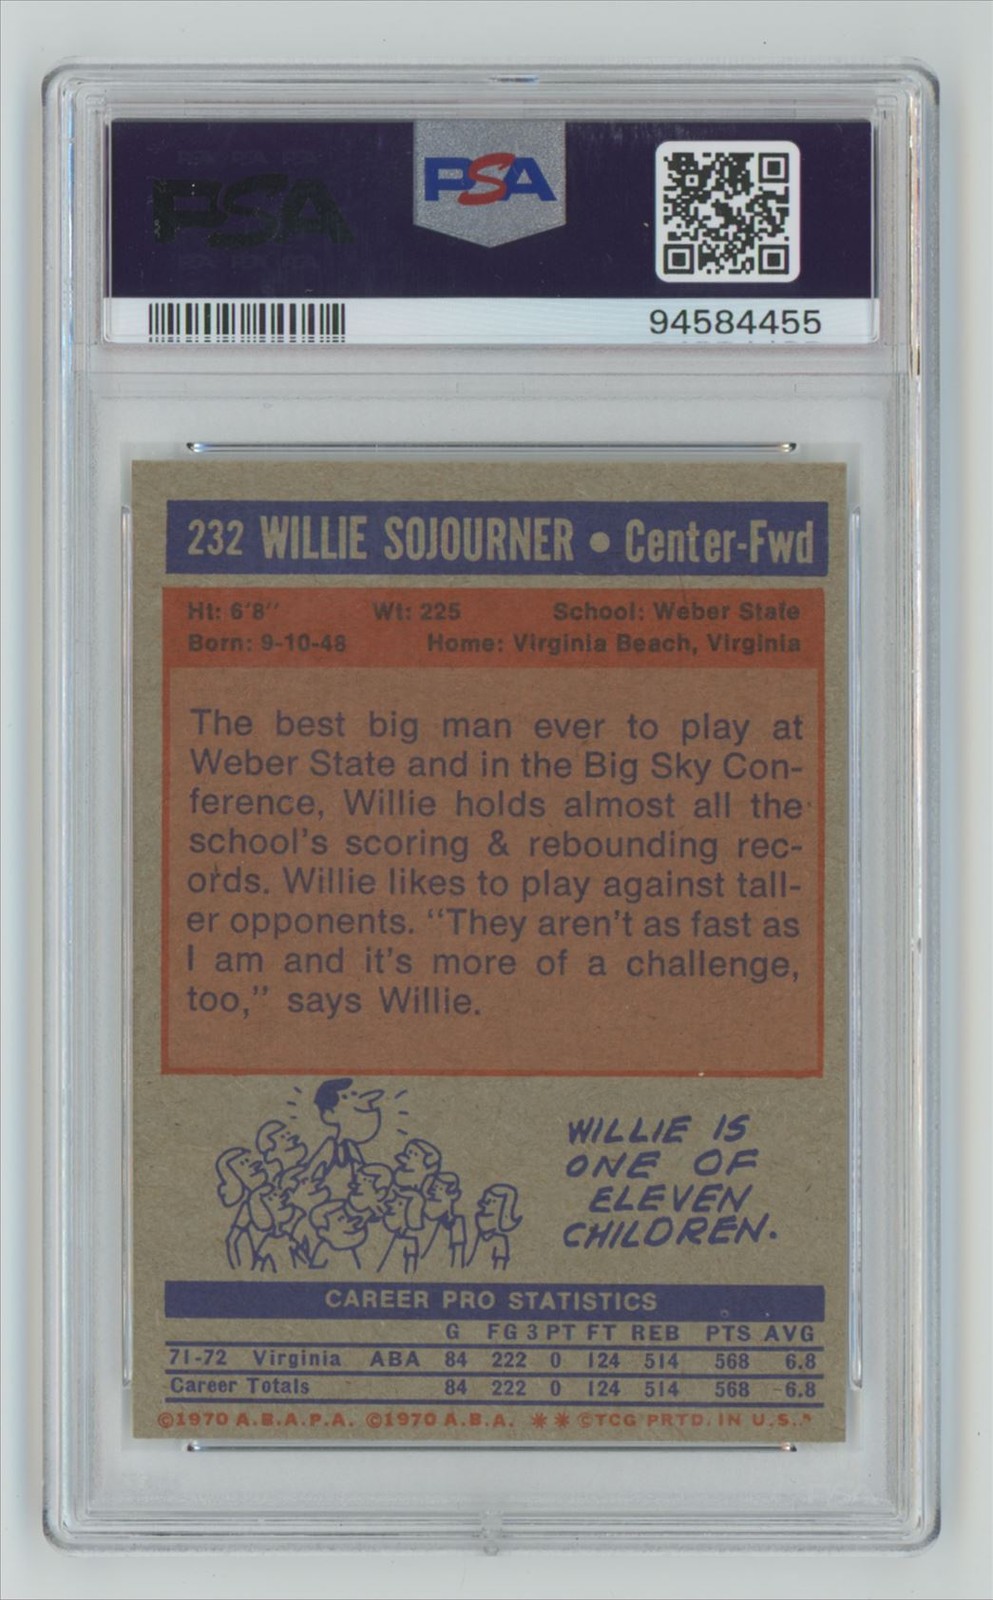 PSA
PSA
94584455
232 WILLIE SOJOURNER • Center-Fwd
Ht: 6'8" Wt: 225 School: Weber State
Born: 9-10-48 Home: Virginia Beach, Virginia
The best big man ever to play at
Weber State and in the Big Sky Con-
ference, Willie holds almost all the
school's scoring & rebounding rec-
ords. Willie likes to play against tall-
er opponents. "They aren't as fast as
I am and it's more of a challenge,
too," says Willie.
WILLIE IS
ONE OF
ELEVEN
CHILDREN.
CAREER PRO STATISTICS
G FG 3 PT FT REB PTS AVG
71-72 Virginia ABA 84 222 0 124 514 568 6.8
Career Totals 84 222 0 124 514 568 6.8
©1970 A.B.A.P.A. ©1970 A.B.A. ** ©TCG PRTD. IN U.S.A